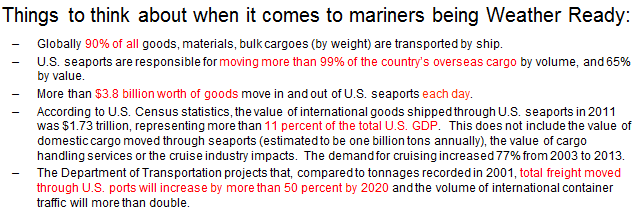 Things to think about when it comes to mariners being Weather Ready:
– Globally 90% of all goods, materials, bulk cargoes (by weight) are transported by ship.
– U.S. seaports are responsible for moving more than 99% of the country's overseas cargo by volume, and 65%
by value.
– More than $3.8 billion worth of goods move in and out of U.S. seaports each day.
– According to U.S. Census statistics, the value of international goods shipped through U.S. seaports in 2011
was $1.73 trillion, representing more than 11 percent of the total U.S. GDP. This does not include the value of
domestic cargo moved through seaports (estimated to be one billion tons annually), the value of cargo
handling services or the cruise industry impacts. The demand for cruising increased 77% from 2003 to 2013.
– The Department of Transportation projects that, compared to tonnages recorded in 2001, total freight moved
through U.S. ports will increase by more than 50 percent by 2020 and the volume of international container
traffic will more than double.